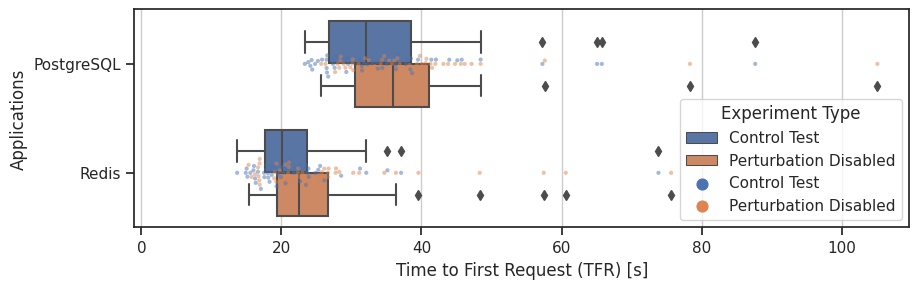 Applications
PostgreSQL
Redis
Experiment Type
Control Test
Perturbation Disabled
Control Test
Perturbation Disabled
0 20 40 60 80 100
Time to First Request (TFR) [s]